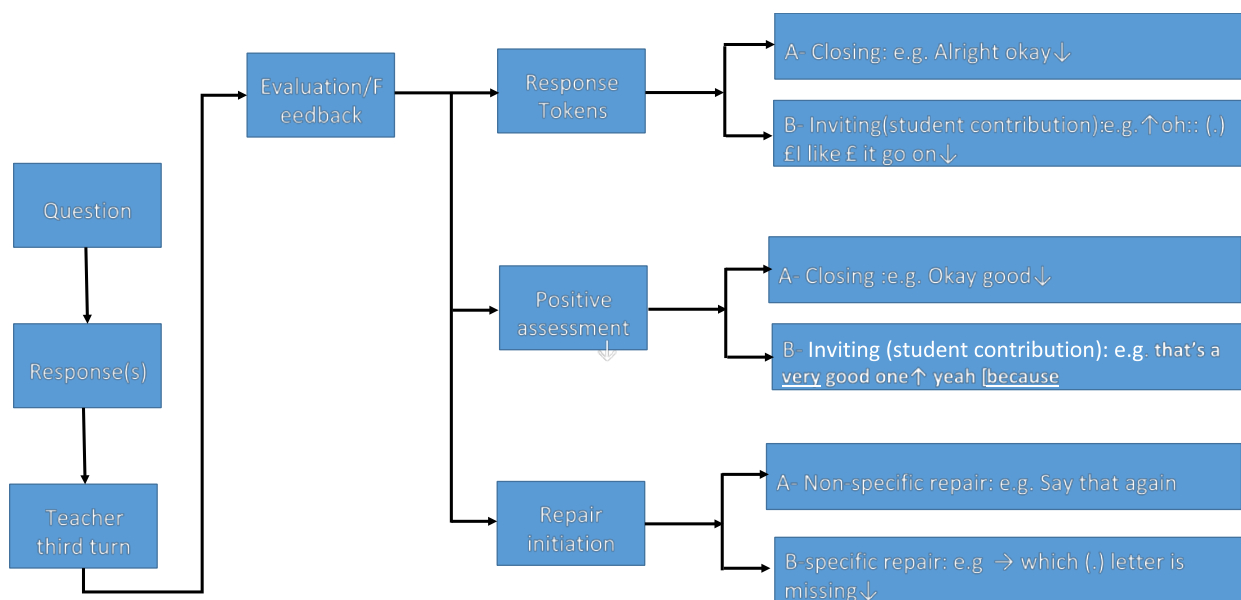 Question
Response(s)
Teacher
third turn
Evaluation/F
eedback
Response
Tokens
A- Closing: e.g. Alright okay↓
B- Inviting(student contribution):e.g.↑oh:: (.)
£I like £ it go on↓
Positive
assessment
↓
A- Closing :e.g. Okay good↓
B- Inviting (student contribution): e.g. that's a
very good one↑ yeah [because
Repair
initiation
A- Non-specific repair: e.g. Say that again
B-specific repair: e.g → which (.) letter is
missing↓